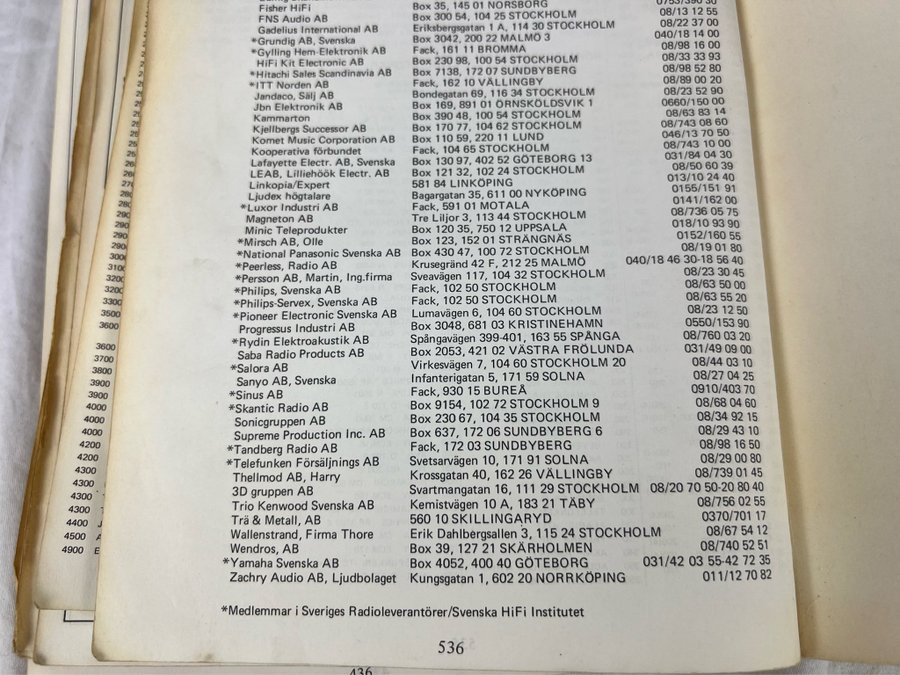 Fisher HiFi Box 35, 145 01 NORSBORG 0753/390 30
FNS Audio AB Box 300 54, 104 25 STOCKHOLM 08/13 12 55
Gadelius International AB Eriksbergsgatan 1 A, 114 30 STOCKHOLM 08/22 37 00
*Grundig AB, Svenska Box 3042, 200 22 MALMÖ 3 040/18 14 00
*Gylling Hem-Elektronik AB Fack, 161 11 BROMMA 08/98 16 00
HiFi Kit Electronic AB Box 230 98, 100 54 STOCKHOLM 08/33 33 93
*Hitachi Sales Scandinavia AB Box 7138, 172 07 SUNDBYBERG 08/98 52 80
*ITT Norden AB Fack, 162 10 VÄLLINGBY 08/89 00 20
Jandaco, Sälj AB Bondegatan 69, 116 34 STOCKHOLM 08/23 52 90
Jbn Elektronik AB Box 169, 891 01 ÖRNSKÖLDSVIK 1 0660/150 00
Kammarton Box 390 48, 100 54 STOCKHOLM 08/63 83 14
Kjellbergs Successor AB Box 170 77, 104 62 STOCKHOLM 08/743 08 60
Komet Music Corporation AB Box 110 59, 220 11 LUND 046/13 70 50
Kooperativa förbundet Fack, 104 65 STOCKHOLM 08/743 10 00
Lafayette Electr. AB, Svenska Box 130 97, 402 52 GÖTEBORG 13 031/84 04 30
LEAB, Lilliehöök Electr. AB Box 121 32, 102 24 STOCKHOLM 08/50 60 39
Linkopia/Expert 581 84 LINKÖPING 013/10 24 40
Ljudex högtalare Bagargatan 35, 611 00 NYKÖPING 0155/151 91
*Luxor Industri AB Fack, 591 01 MOTALA 0141/162 00
Magneton AB Tre Liljor 3, 113 44 STOCKHOLM 08/736 05 75
Minic Teleprodukter Box 120 35, 750 12 UPPSALA 018/10 93 90
*Mirsch AB, Olle Box 123, 152 01 STRÄNGNÄS 0152/160 55
*National Panasonic Svenska AB Box 430 47, 100 72 STOCKHOLM 08/19 01 80
*Peerless, Radio AB Krusegränd 42 F, 212 25 MALMÖ 040/18 46 30-18 56 40
*Persson AB, Martin, Ing.firma Sveavägen 117, 104 32 STOCKHOLM 08/23 30 45
*Philips, Svenska AB Fack, 102 50 STOCKHOLM 08/63 50 00
*Philips-Servex, Svenska AB Fack, 102 50 STOCKHOLM 08/63 55 20
*Pioneer Electronic Svenska AB Lumavägen 6, 104 60 STOCKHOLM 08/23 12 50
Progressus Industri AB Box 3048, 681 03 KRISTINEHAMN 0550/153 90
*Rydin Elektroakustik AB Spångavägen 399-401, 163 55 SPÅNGA 08/760 03 20
Saba Radio Products AB Box 2053, 421 02 VÄSTRA FRÖLUNDA 031/49 09 00
*Salora AB Virkesvägen 7, 104 60 STOCKHOLM 20 08/44 03 10
Sanyo AB, Svenska Infanterigatan 5, 171 59 SOLNA 08/27 04 25
*Sinus AB Fack, 930 15 BUREÅ 0910/403 70
*Skantic Radio AB Box 9154, 102 72 STOCKHOLM 9 08/68 04 60
Sonicgruppen AB Box 230 67, 104 35 STOCKHOLM 08/34 92 15
Supreme Production Inc. AB Box 637, 172 06 SUNDBYBERG 6 08/29 43 10
*Tandberg Radio AB Fack, 172 03 SUNDBYBERG 08/98 16 50
*Telefunken Försäljnings AB Svetsarvägen 10, 171 91 SOLNA 08/29 00 80
Thellmod AB, Harry Krossgatan 40, 162 26 VÄLLINGBY 08/739 01 45
3D gruppen AB Svartmangatan 16, 111 29 STOCKHOLM 08/20 70 50-20 80 40
Trio Kenwood Svenska AB Kemistvägen 10 A, 183 21 TÄBY 08/756 02 55
Trä & Metall, AB 560 10 SKILLINGARYD 0370/701 17
Wallenstrand, Firma Thore Erik Dahlbergsallen 3, 115 24 STOCKHOLM 08/67 54 12
Wendros, AB Box 39, 127 21 SKÄRHOLMEN 08/740 52 51
*Yamaha Svenska AB Box 4052, 400 40 GÖTEBORG 031/42 03 55-42 72 35
Zachry Audio AB, Ljudbolaget Kungsgatan 1, 602 20 NORRKÖPING 011/12 70 82
*Medlemmar i Sveriges Radioleverantörer/Svenska HiFi Institutet
536
3600
3600
3700
3800
3900
3900
4000
4000
4200
4200
4300
4300
4300
4300
4400
4500
4900
436